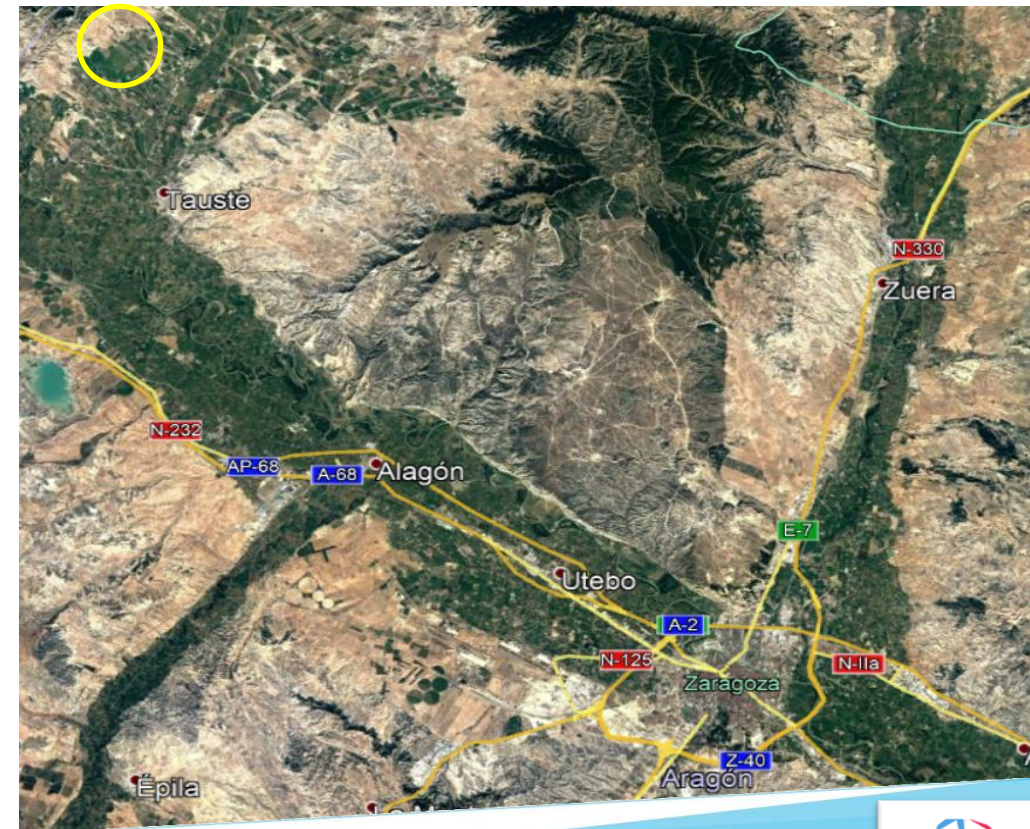 Tauste
N-330
Zuera
N-232
AP-68
A-68
Alagón
E-7
Utebo
A-2
N-125
N-IIa
Zaragoza
Z-40
Aragón
Épila